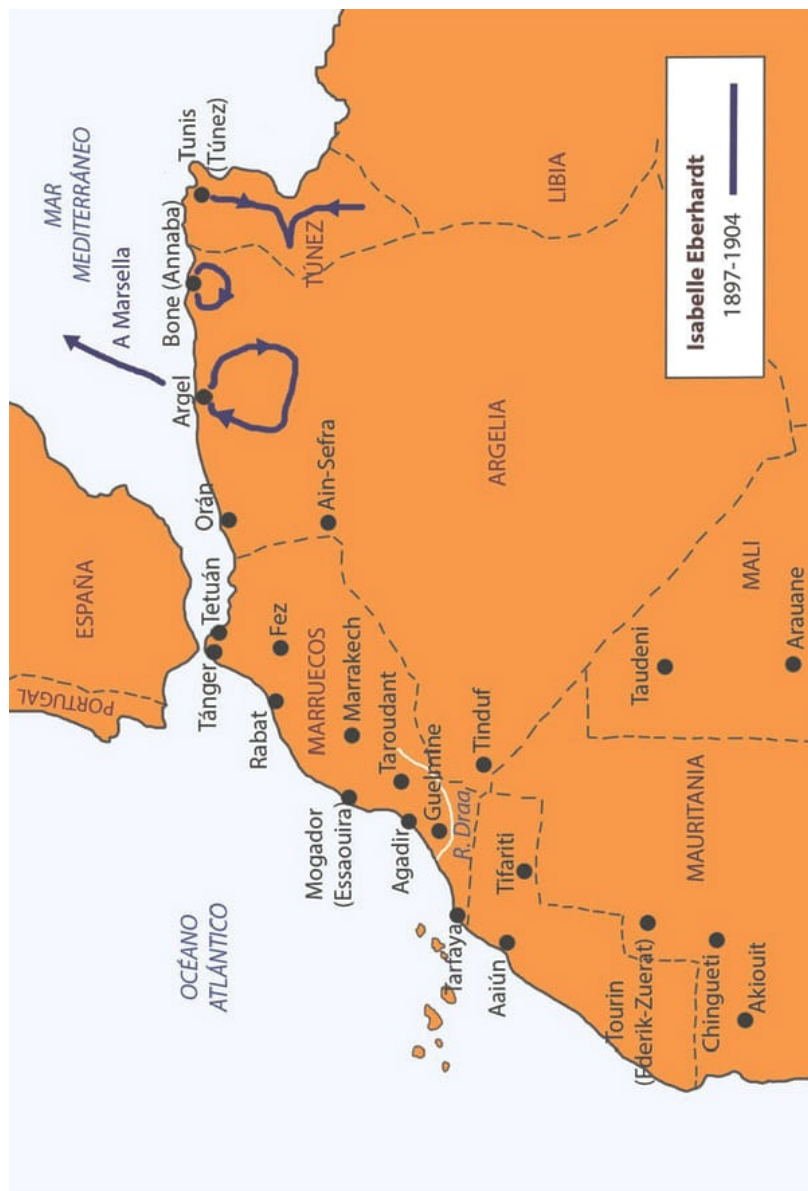 MAR
MEDITERRÁNEO
A Marsella
Tunis
(Túnez)
Bone (Annaba)
Argel
TÚNEZ
LIBIA
ESPAÑA
PORTUGAL
Orán
Ain-Sefra
Tetuán
Tánger
Fez
Rabat
MARRUECOS
Marrakech
ARGELIA
OCÉANO
ATLÁNTICO
Mogador
(Essaouira)
Taroudant
Agadir
Guelmine
R. Draa
Tinduf
Tarfaya
Tifariti
Aaiún
MALI
Taudeni
Arauane
MAURITANIA
Tourin
(Ederik-Zuerat)
Chingueti
Akiouit
Isabelle Eberhardt
1897-1904